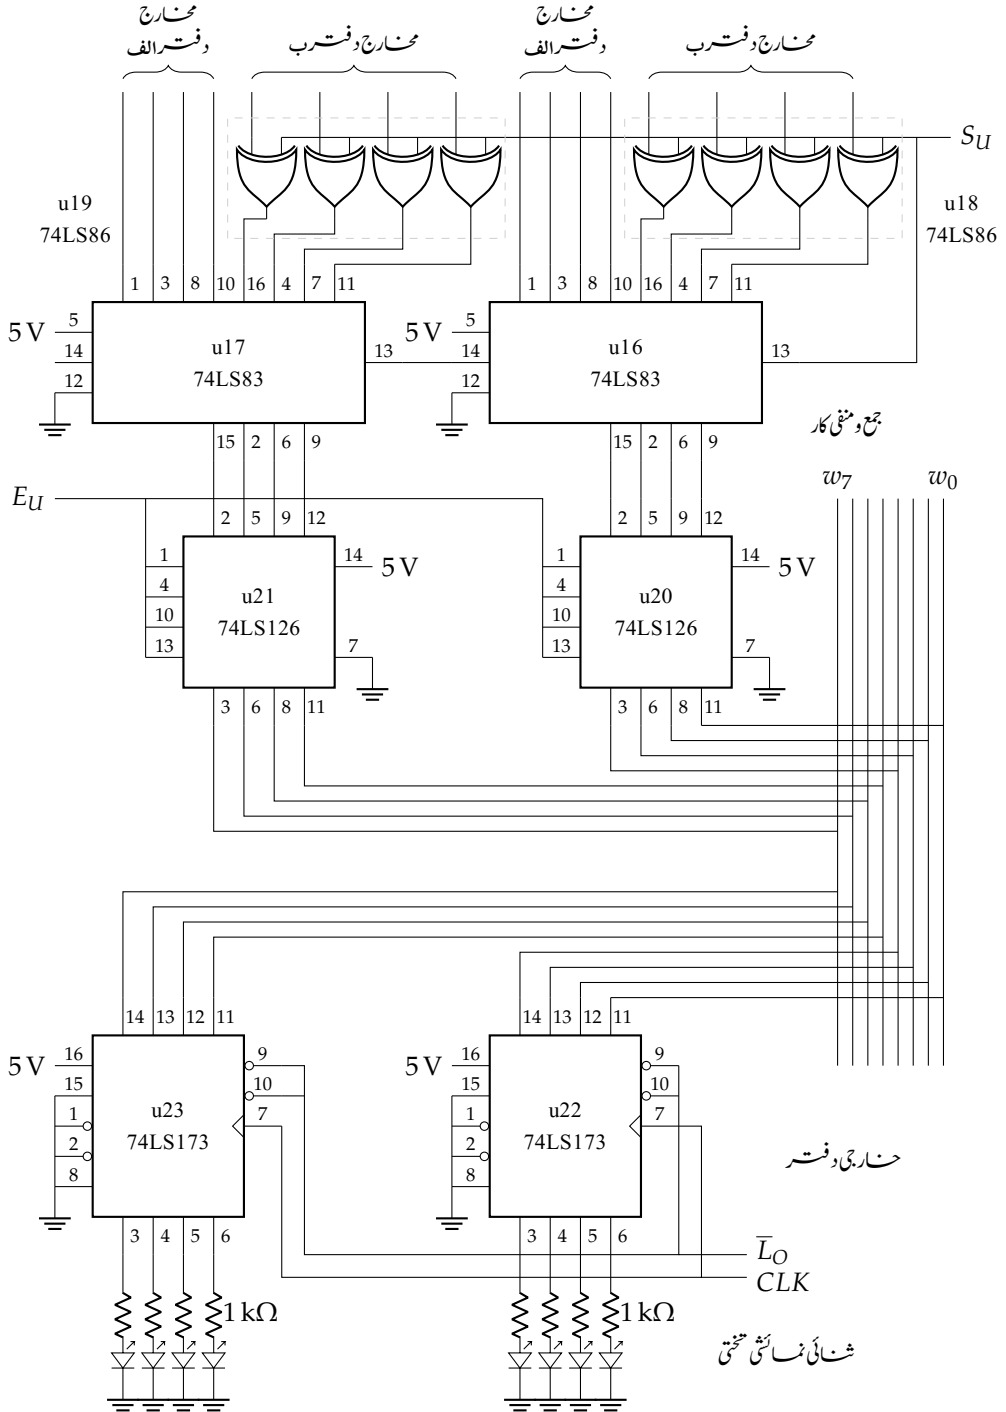 مخارج
دفتر الف
مخارج دفتر ب
مخارج
دفتر الف
مخارج دفتر ب
S_U
u19
74LS86
u18
74LS86
1 3 8 10 16 4 7 11
1 3 8 10 16 4 7 11
5 V 5
14
12
u17
74LS83
13
5 V 5
14
12
u16
74LS83
13
جمع و منفی کار
15 2 6 9
15 2 6 9
w_7 w_0
E_U
2 5 9 12
2 5 9 12
1
4
10
13
u21
74LS126
14 5 V
7
1
4
10
13
u20
74LS126
14 5 V
7
3 6 8 11
3 6 8 11
14 13 12 11
14 13 12 11
5 V 16
15
1
2
8
u23
74LS173
9
10
7
5 V 16
15
1
2
8
u22
74LS173
9
10
7
خارجی دفتر
3 4 5 6
3 4 5 6
L̅_O
CLK
1 kΩ
1 kΩ
ثنائی نمائشی تختی